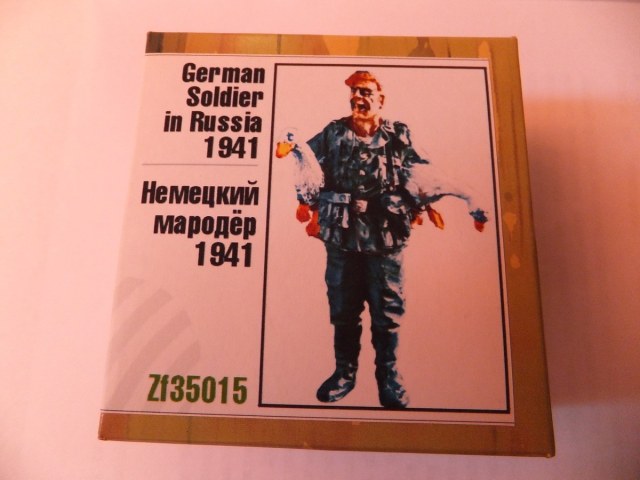 German
Soldier
in Russia
1941
Немецкий
мародёр
1941
Zf35015